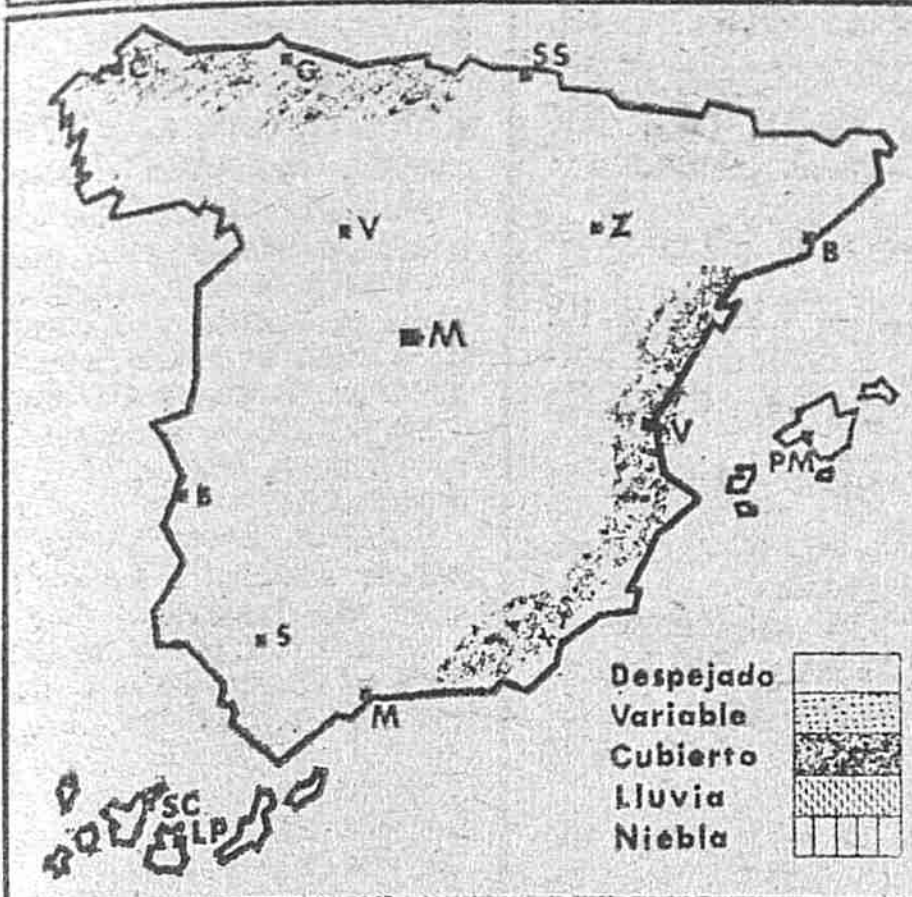 SS
C
G
V
Z
B
M
V
PM
B
S
M
SC
LP
Despejado
Variable
Cubierto
Lluvia
Niebla